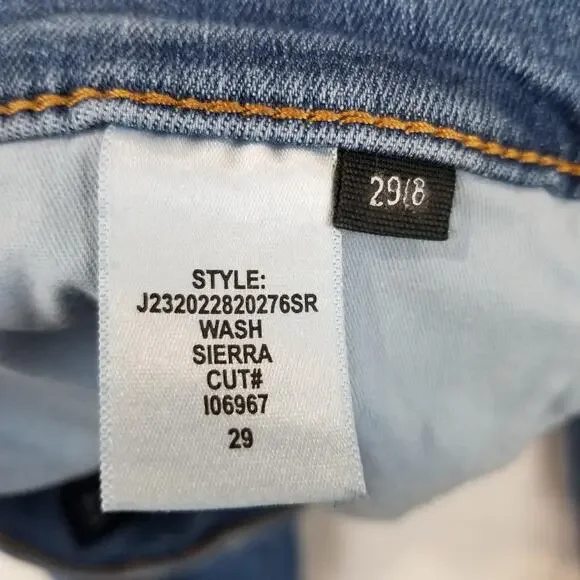 29/8
STYLE:
J232022820276SR
WASH
SIERRA
CUT#
I06967
29